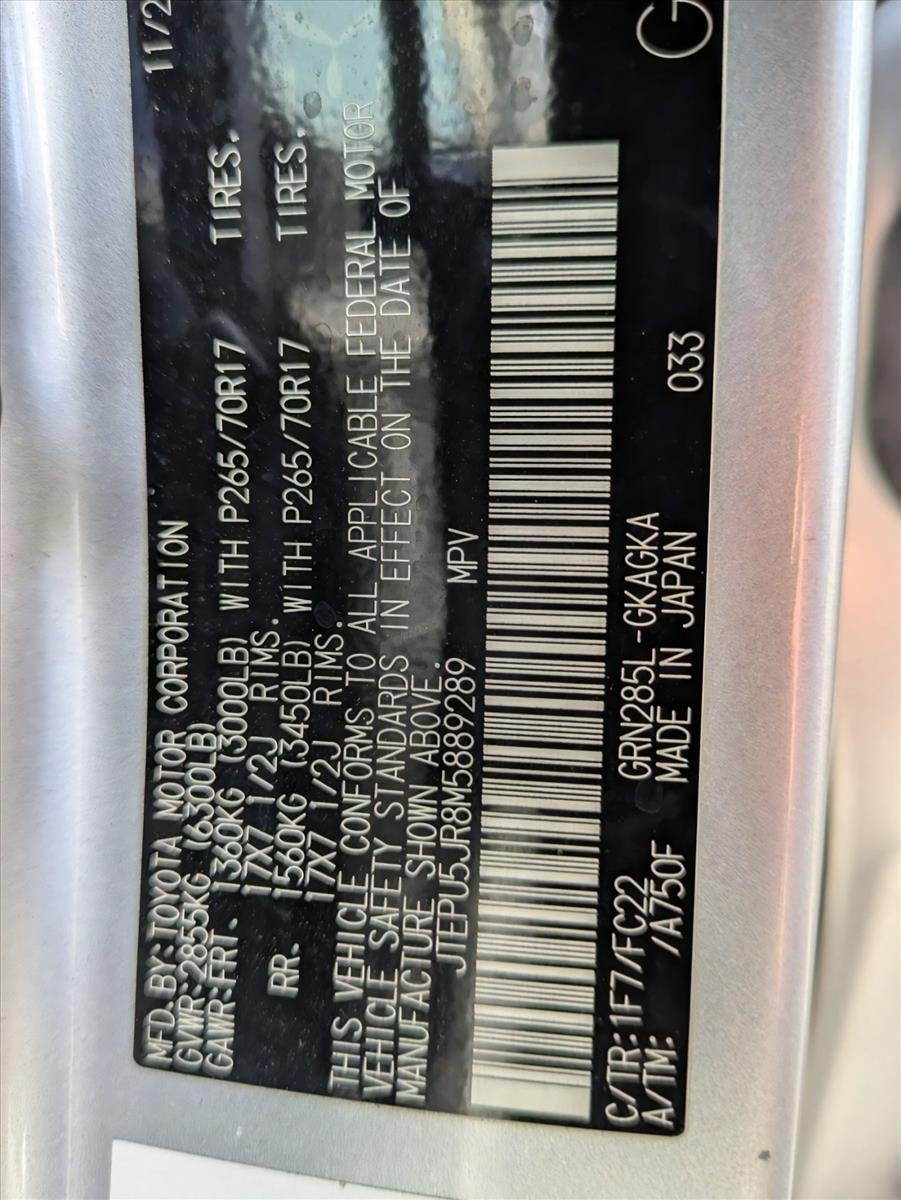 MFD.BY:TOYOTA MOTOR CORPORATION 11/2
GVWR:2855KG (6300LB)
GAWR:FRT. 1360KG (3000LB) WITH P265/70R17 TIRES.
17X7 1/2J RIMS.
RR. 1560KG (3450LB) WITH P265/70R17 TIRES.
17X7 1/2J RIMS.
THIS VEHICLE CONFORMS TO ALL APPLICABLE FEDERAL MOTOR
VEHICLE SAFETY STANDARDS IN EFFECT ON THE DATE OF
MANUFACTURE SHOWN ABOVE.
JTEPU5JR8M5889289 MPV
C/TR:1F7/FC22 GRN285L-GKAGKA 033 G
A/TM: /A750F MADE IN JAPAN